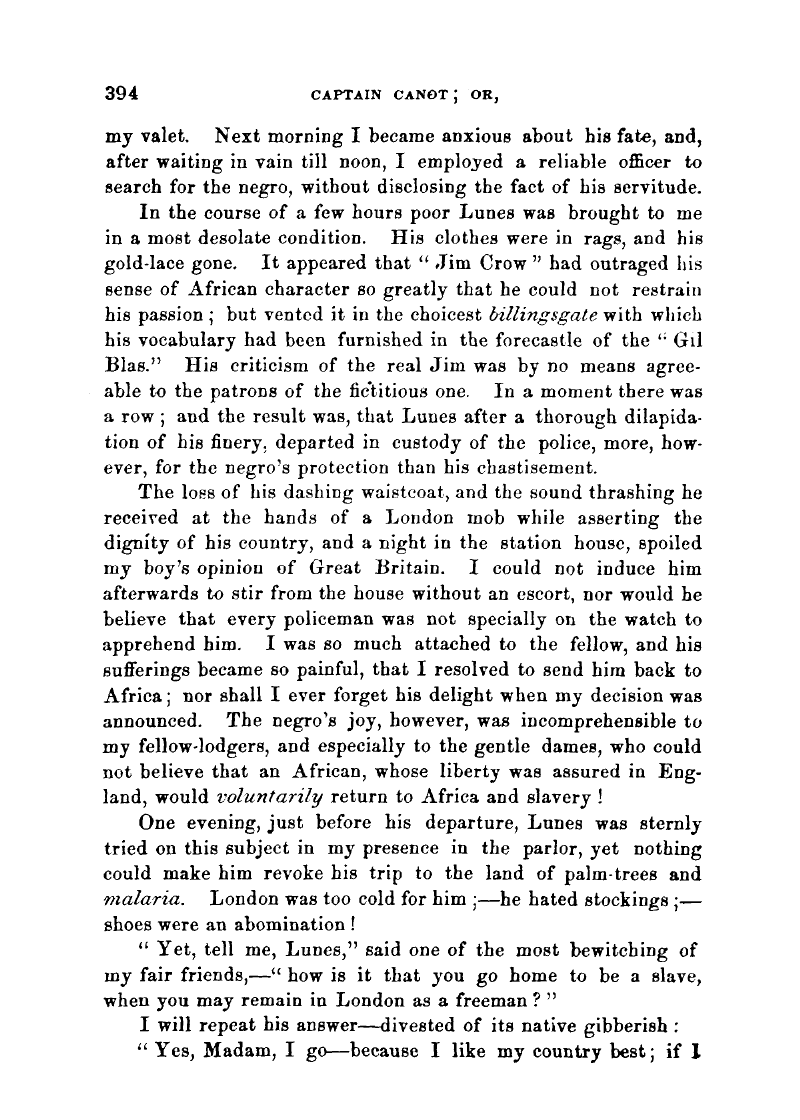 394 CAPTAIN CANOT; OR,
my valet. Next morning I became anxious about his fate, and,
after waiting in vain till noon, I employed a reliable officer to
search for the negro, without disclosing the fact of his servitude.
In the course of a few hours poor Lunes was brought to me
in a most desolate condition. His clothes were in rags, and his
gold-lace gone. It appeared that “ Jim Crow ” had outraged his
sense of African character so greatly that he could not restrain
his passion ; but vented it in the choicest billingsgate with which
his vocabulary had been furnished in the forecastle of the “ Gil
Blas.” His criticism of the real Jim was by no means agree-
able to the patrons of the fictitious one. In a moment there was
a row ; and the result was, that Lunes after a thorough dilapida-
tion of his finery, departed in custody of the police, more, how-
ever, for the negro’s protection than his chastisement.
The loss of his dashing waistcoat, and the sound thrashing he
received at the hands of a London mob while asserting the
dignity of his country, and a night in the station house, spoiled
my boy’s opinion of Great Britain. I could not induce him
afterwards to stir from the house without an escort, nor would he
believe that every policeman was not specially on the watch to
apprehend him. I was so much attached to the fellow, and his
sufferings became so painful, that I resolved to send him back to
Africa ; nor shall I ever forget his delight when my decision was
announced. The negro’s joy, however, was incomprehensible to
my fellow-lodgers, and especially to the gentle dames, who could
not believe that an African, whose liberty was assured in Eng-
land, would voluntarily return to Africa and slavery !
One evening, just before his departure, Lunes was sternly
tried on this subject in my presence in the parlor, yet nothing
could make him revoke his trip to the land of palm-trees and
malaria. London was too cold for him ;—he hated stockings ;—
shoes were an abomination !
“ Yet, tell me, Lunes,” said one of the most bewitching of
my fair friends,—“ how is it that you go home to be a slave,
when you may remain in London as a freeman ? ”
I will repeat his answer—divested of its native gibberish :
“ Yes, Madam, I go—because I like my country best ; if I